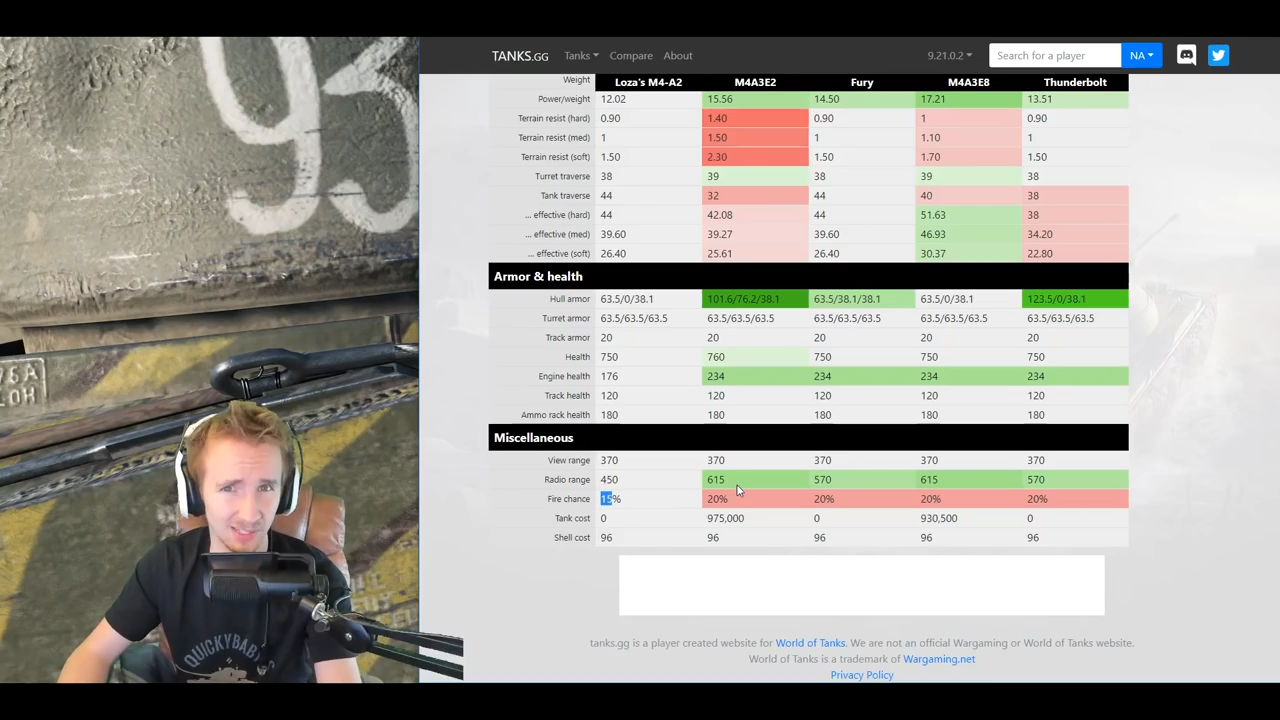 93
76A
LOH
QUICKYBABY
TANKS.GG Tanks Compare About 9.21.0.2 Search for a player NA
Weight Loza's M4-A2 M4A3E2 Fury M4A3E8 Thunderbolt
Power/weight 12.02 15.56 14.50 17.21 13.51
Terrain resist (hard) 0.90 1.40 0.90 1 0.90
Terrain resist (med) 1 1.50 1 1.10 1
Terrain resist (soft) 1.50 2.30 1.50 1.70 1.50
Turret traverse 38 39 38 39 38
Tank traverse 44 32 44 40 38
... effective (hard) 44 42.08 44 51.63 38
... effective (med) 39.60 39.27 39.60 46.93 34.20
... effective (soft) 26.40 25.61 26.40 30.37 22.80
Armor & health
Hull armor 63.5/0/38.1 101.6/76.2/38.1 63.5/38.1/38.1 63.5/0/38.1 123.5/0/38.1
Turret armor 63.5/63.5/63.5 63.5/63.5/63.5 63.5/63.5/63.5 63.5/63.5/63.5 63.5/63.5/63.5
Track armor 20 20 20 20 20
Health 750 760 750 750 750
Engine health 176 234 234 234 234
Track health 120 120 120 120 120
Ammo rack health 180 180 180 180 180
Miscellaneous
View range 370 370 370 370 370
Radio range 450 615 570 615 570
Fire chance 15% 20% 20% 20% 20%
Tank cost 0 975,000 0 930,500 0
Shell cost 96 96 96 96 96
tanks.gg is a player created website for World of Tanks. We are not an official Wargaming or World of Tanks website.
World of Tanks is a trademark of Wargaming.net
Privacy Policy